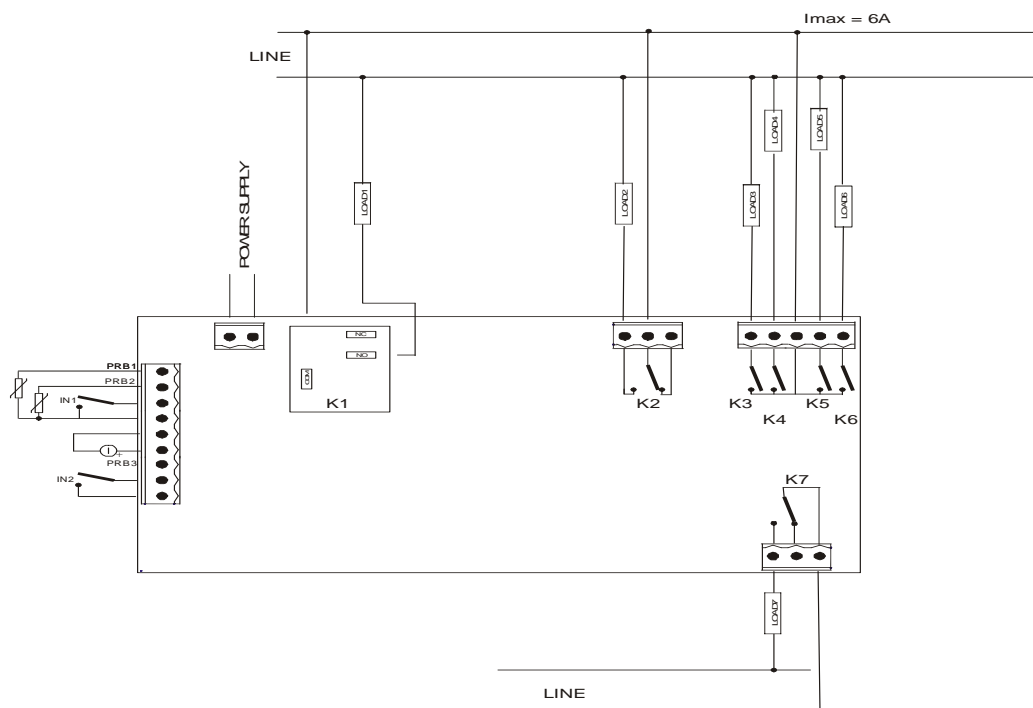 Imax = 6A
LINE
POWER SUPPLY
LOAD1
LOAD2
LOAD3
LOAD4
LOAD5
LOAD6
NC
NO
COM
K1
K2
K3
K4
K5
K6
PRB1
PRB2
IN1
I
+
PRB3
IN2
K7
LOAD7
LINE